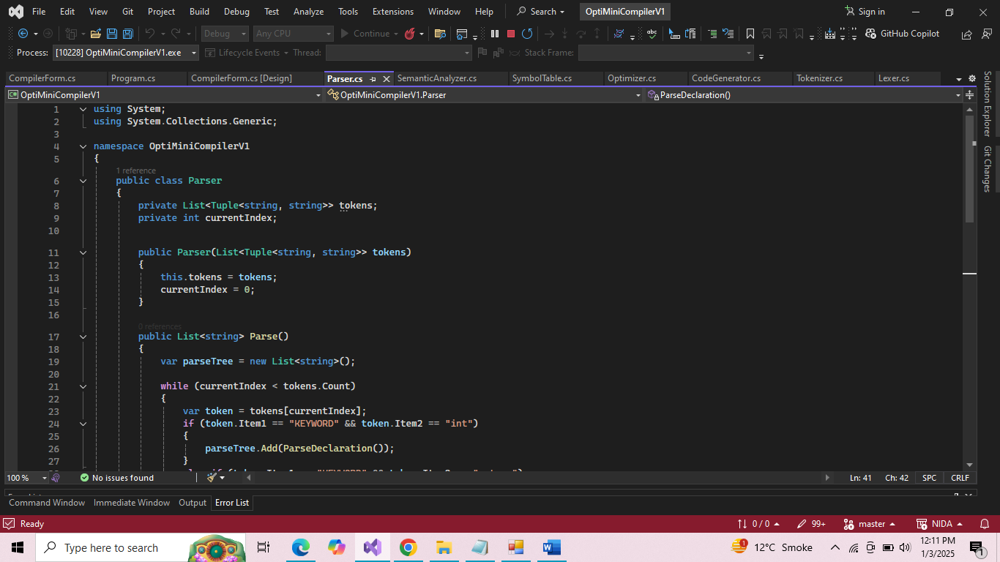 File Edit View Git Project Build Debug Test Analyze Tools Extensions Window Help Search OptiMiniCompilerV1 Sign in
Debug Any CPU Continue GitHub Copilot
Process: [10228] OptiMiniCompilerV1.exe Lifecycle Events Thread: Stack Frame:
CompilerForm.cs Program.cs CompilerForm.cs [Design] Parser.cs SemanticAnalyzer.cs SymbolTable.cs Optimizer.cs CodeGenerator.cs Tokenizer.cs Lexer.cs
OptiMiniCompilerV1 OptiMiniCompilerV1.Parser ParseDeclaration()
Solution Explorer
Git Changes
1 using System;
2 using System.Collections.Generic;
3
4 namespace OptiMiniCompilerV1
5 {
1 reference
6 public class Parser
7 {
8 private List<Tuple<string, string>> tokens;
9 private int currentIndex;
10
11 public Parser(List<Tuple<string, string>> tokens)
12 {
13 this.tokens = tokens;
14 currentIndex = 0;
15 }
16
0 references
17 public List<string> Parse()
18 {
19 var parseTree = new List<string>();
20
21 while (currentIndex < tokens.Count)
22 {
23 var token = tokens[currentIndex];
24 if (token.Item1 == "KEYWORD" && token.Item2 == "int")
25 {
26 parseTree.Add(ParseDeclaration());
27 }
100 % No issues found Ln: 41 Ch: 42 SPC CRLF
Command Window Immediate Window Output Error List
Ready 0 / 0 99+ master NIDA
Type here to search 1 12°C Smoke 12:11 PM
1/3/2025 1